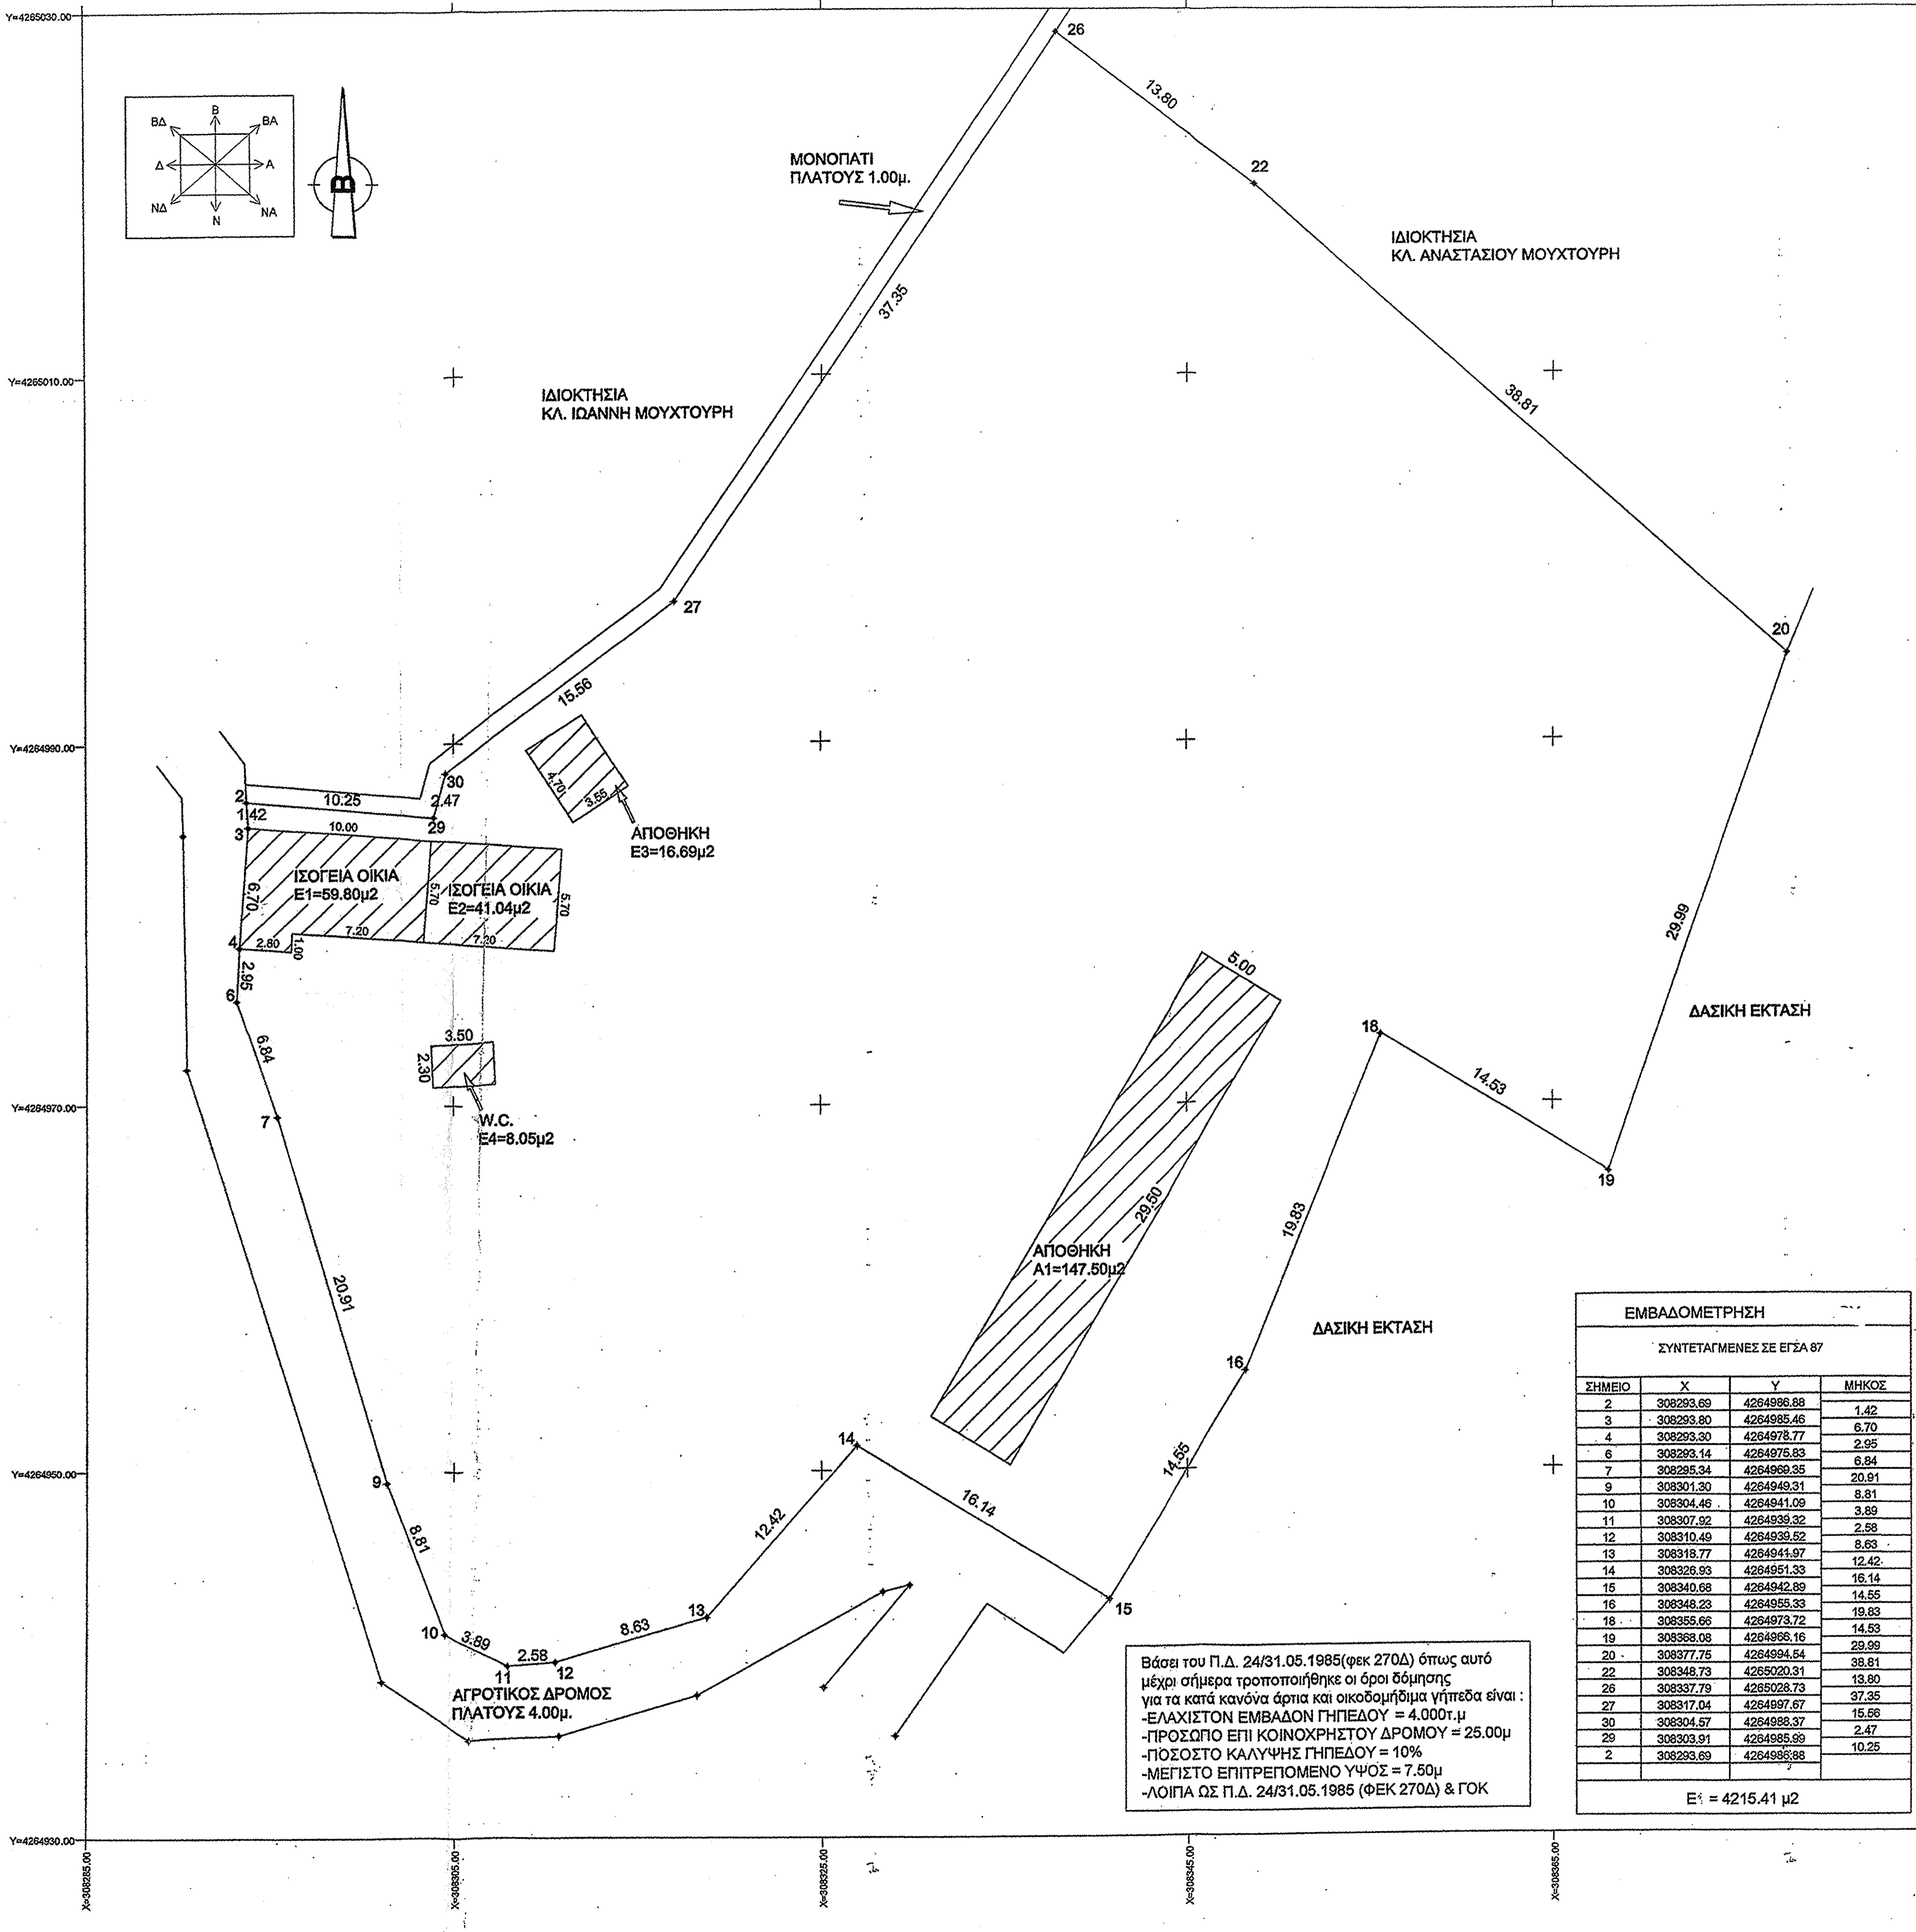 Y=4265030.00
26
13.80
Β
ΒΔ
ΒΑ
Δ
Α
ΝΔ
ΝΑ
Ν
Β
ΜΟΝΟΠΑΤΙ
ΠΛΑΤΟΥΣ 1.00μ.
22
ΙΔΙΟΚΤΗΣΙΑ
ΚΛ. ΑΝΑΣΤΑΣΙΟΥ ΜΟΥΧΤΟΥΡΗ
37.35
Y=4265010.00
ΙΔΙΟΚΤΗΣΙΑ
ΚΛ. ΙΩΑΝΝΗ ΜΟΥΧΤΟΥΡΗ
38.81
27
20
15.56
Y=4264990.00
30
2
10.25
2.47
4.70
3.55
1.42
29
3
10.00
ΑΠΟΘΗΚΗ
Ε3=16.69μ2
ΙΣΟΓΕΙΑ ΟΙΚΙΑ
Ε1=59.80μ2
6.70
5.70
ΙΣΟΓΕΙΑ ΟΙΚΙΑ
Ε2=41.04μ2
5.70
29.99
4
2.80
1.00
7.20
7.20
2.95
5.00
6
ΔΑΣΙΚΗ ΕΚΤΑΣΗ
18
3.50
6.84
2.30
14.53
Y=4264970.00
7
W.C.
Ε4=8.05μ2
19
29.50
19.83
ΑΠΟΘΗΚΗ
Α1=147.50μ2
20.91
ΔΑΣΙΚΗ ΕΚΤΑΣΗ
16
14
14.55
Y=4264950.00
9
16.14
12.42
8.81
15
13
8.63
10
3.89
2.58
11
12
ΑΓΡΟΤΙΚΟΣ ΔΡΟΜΟΣ
ΠΛΑΤΟΥΣ 4.00μ.
Βάσει του Π.Δ. 24/31.05.1985(φεκ 270Δ) όπως αυτό
μέχρι σήμερα τροποποιήθηκε οι όροι δόμησης
για τα κατά κανόνα άρτια και οικοδομήδιμα γήπεδα είναι :
-ΕΛΑΧΙΣΤΟΝ ΕΜΒΑΔΟΝ ΓΗΠΕΔΟΥ = 4.000τ.μ
-ΠΡΟΣΩΠΟ ΕΠΙ ΚΟΙΝΟΧΡΗΣΤΟΥ ΔΡΟΜΟΥ = 25.00μ
-ΠΟΣΟΣΤΟ ΚΑΛΥΨΗΣ ΓΗΠΕΔΟΥ = 10%
-ΜΕΓΙΣΤΟ ΕΠΙΤΡΕΠΟΜΕΝΟ ΥΨΟΣ = 7.50μ
-ΛΟΙΠΑ ΩΣ Π.Δ. 24/31.05.1985 (ΦΕΚ 270Δ) & ΓΟΚ
ΕΜΒΑΔΟΜΕΤΡΗΣΗ
ΣΥΝΤΕΤΑΓΜΕΝΕΣ ΣΕ ΕΓΣΑ 87
ΣΗΜΕΙΟ X Y ΜΗΚΟΣ
2 308293.69 4264986.88
1.42
3 308293.80 4264985.46
6.70
4 308293.30 4264978.77
2.95
6 308293.14 4264975.83
6.84
7 308295.34 4264969.35
20.91
9 308301.30 4264949.31
8.81
10 308304.46 4264941.09
3.89
11 308307.92 4264939.32
2.58
12 308310.49 4264939.52
8.63
13 308318.77 4264941.97
12.42
14 308326.93 4264951.33
16.14
15 308340.68 4264942.89
14.55
16 308348.23 4264955.33
19.83
18 308355.66 4264973.72
14.53
19 308368.08 4264966.16
29.99
20 308377.75 4264994.54
38.81
22 308348.73 4265020.31
13.80
26 308337.79 4265028.73
37.35
27 308317.04 4264997.67
15.56
30 308304.57 4264988.37
2.47
29 308303.91 4264985.99
10.25
2 308293.69 4264986.88
= 4215.41 μ2
Y=4264930.00
X=308285.00
X=308305.00
X=308325.00
X=308345.00
X=308365.00